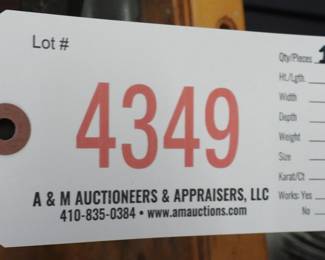 Lot #
4349
A & M AUCTIONEERS & APPRAISERS, LLC
410-835-0384 • www.amauctions.com
Qty/Pieces
Ht./Lgth.
Width
Depth
Weight
Size
Karat/Ct
Works: Yes
No